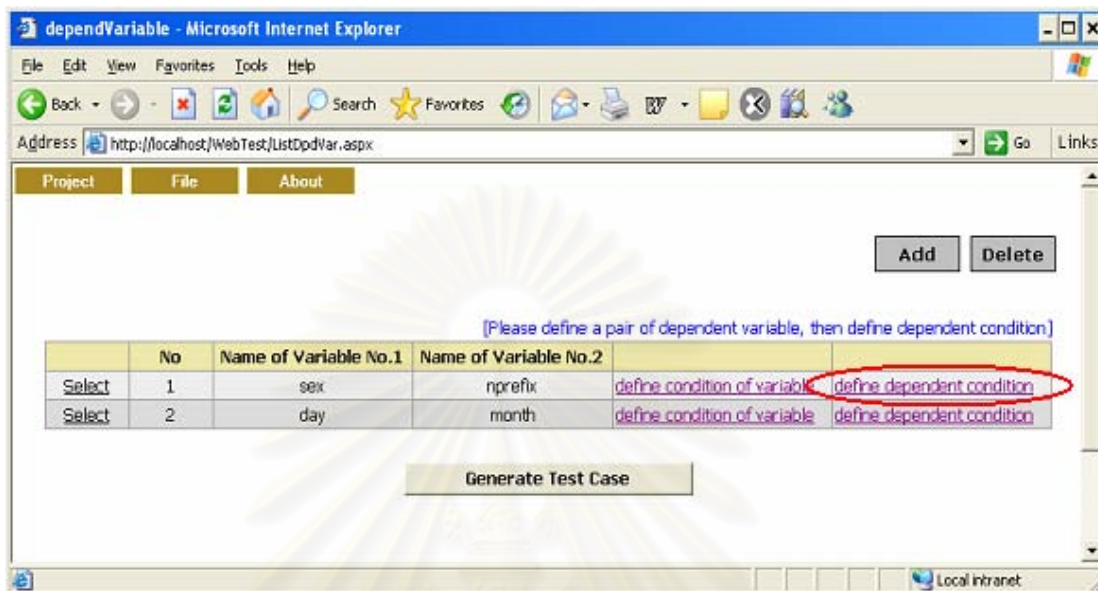 dependVariable - Microsoft Internet Explorer
File Edit View Favorites Tools Help
Back Search Favorites
Address http://localhost/WebTest/ListDpdVar.aspx Go Links
Project File About
Add Delete
[Please define a pair of dependent variable, then define dependent condition]
No Name of Variable No.1 Name of Variable No.2
Select 1 sex nprefix define condition of variable define dependent condition
Select 2 day month define condition of variable define dependent condition
Generate Test Case
Local intranet